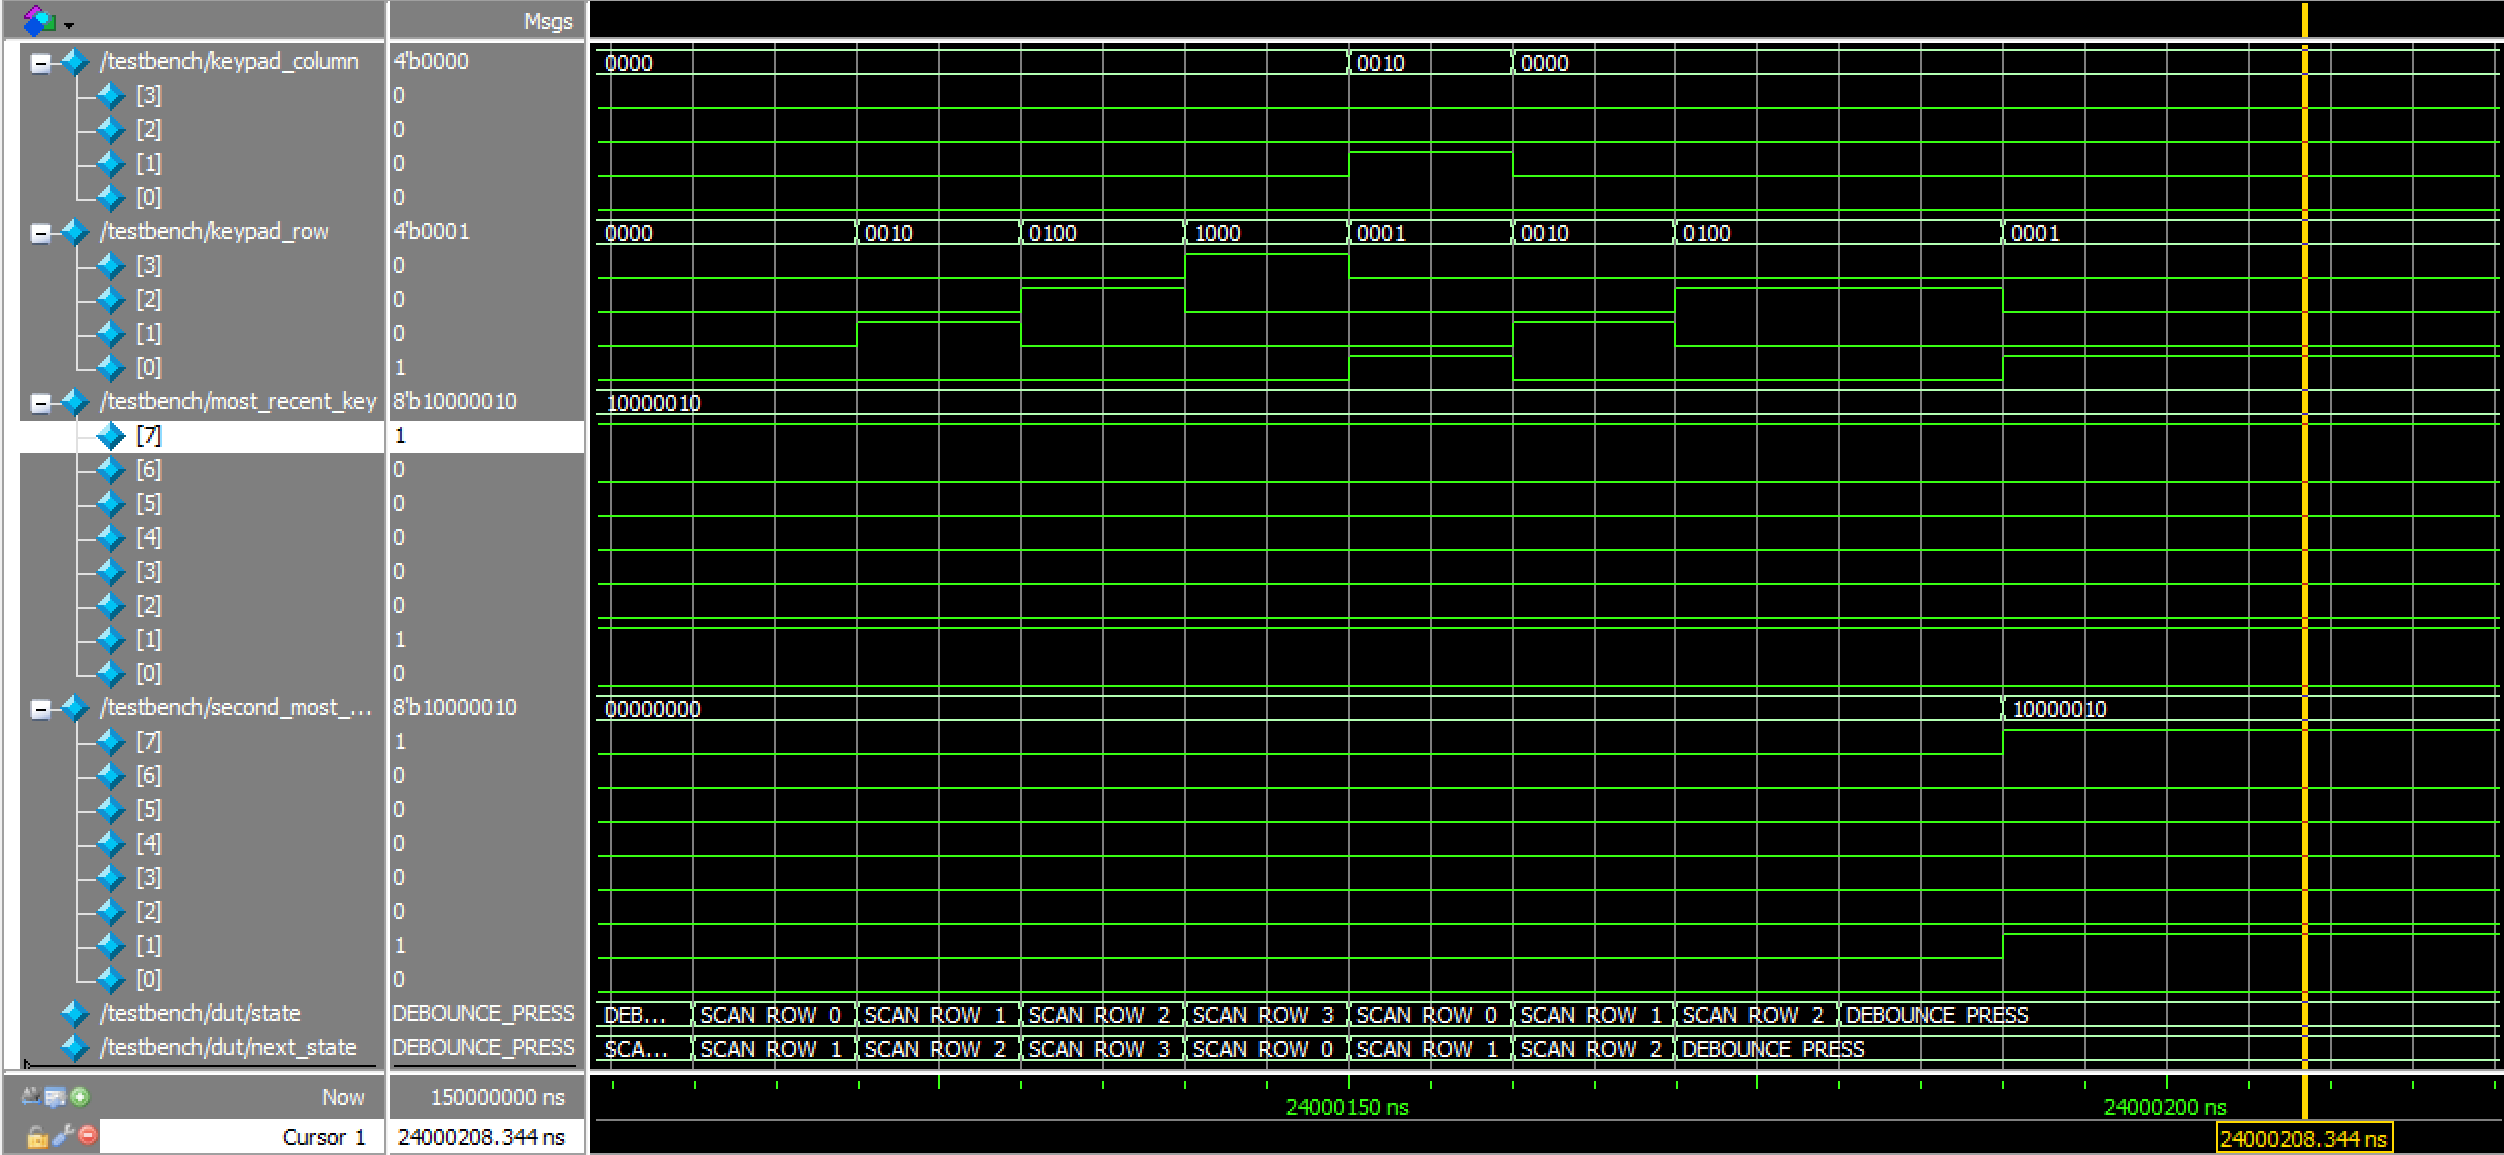 Msgs
/testbench/keypad_column 4'b0000 0000 0010 0000
[3] 0
[2] 0
[1] 0
[0] 0
/testbench/keypad_row 4'b0001 0000 0010 0100 1000 0001 0010 0100 0001
[3] 0
[2] 0
[1] 0
[0] 1
/testbench/most_recent_key 8'b10000010 10000010
[7] 1
[6] 0
[5] 0
[4] 0
[3] 0
[2] 0
[1] 1
[0] 0
/testbench/second_most_... 8'b10000010 00000000 10000010
[7] 1
[6] 0
[5] 0
[4] 0
[3] 0
[2] 0
[1] 1
[0] 0
/testbench/dut/state DEBOUNCE_PRESS DEB... SCAN_ROW_0 SCAN_ROW_1 SCAN_ROW_2 SCAN_ROW_3 SCAN_ROW_0 SCAN_ROW_1 SCAN_ROW_2 DEBOUNCE_PRESS
/testbench/dut/next_state DEBOUNCE_PRESS SCA... SCAN_ROW_1 SCAN_ROW_2 SCAN_ROW_3 SCAN_ROW_0 SCAN_ROW_1 SCAN_ROW_2 DEBOUNCE_PRESS
Now 150000000 ns 24000150 ns 24000200 ns
Cursor 1 24000208.344 ns 24000208.344 ns